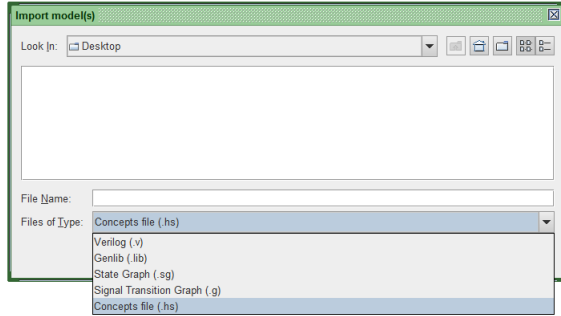 Import model(s)
Look In: Desktop
File Name:
Files of Type: Concepts file (.hs)
Verilog (.v)
Genlib (.lib)
State Graph (.sg)
Signal Transition Graph (.g)
Concepts file (.hs)